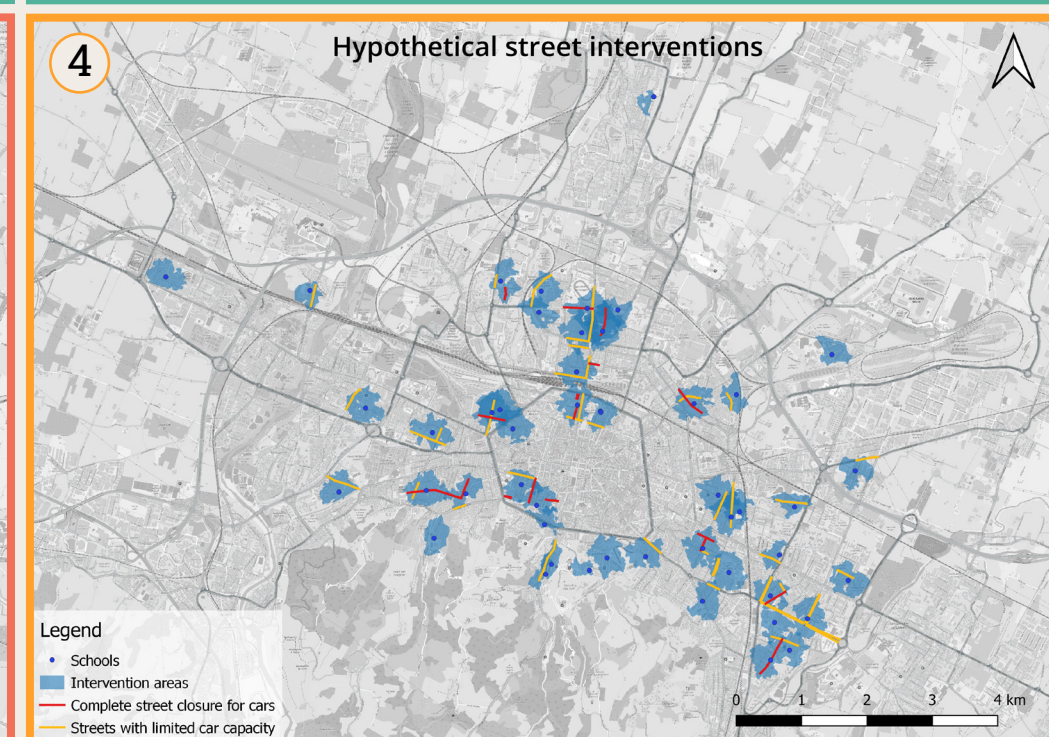 4
Hypothetical street interventions
Legend
Schools
Intervention areas
Complete street closure for cars
Streets with limited car capacity
0 1 2 3 4 km